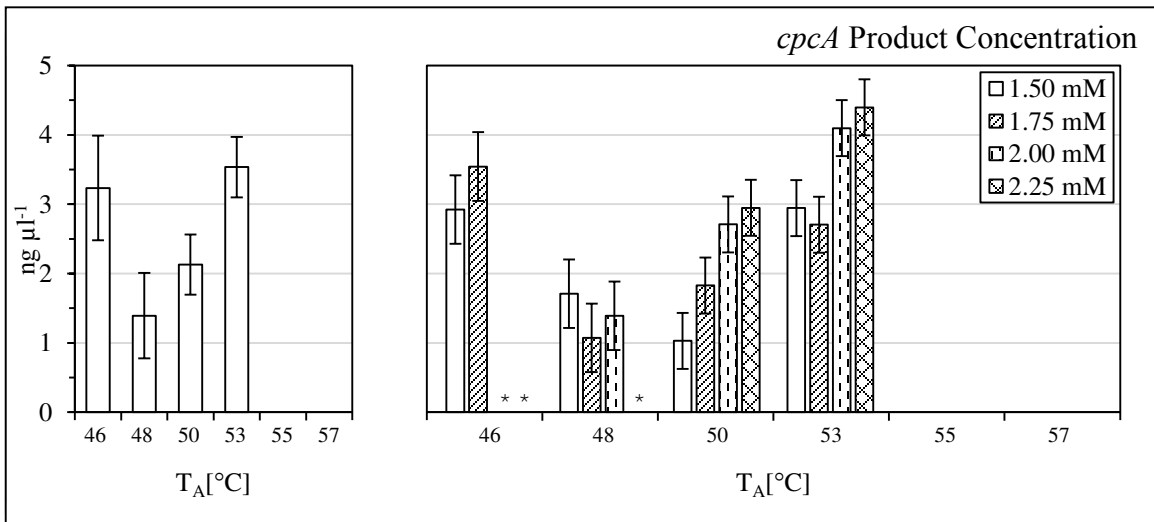 cpcA Product Concentration
ng µl-1
5
4
3
2
1
0
46 48 50 53 55 57
TA[°C]
* * *
46 48 50 53 55 57
TA[°C]
1.50 mM
1.75 mM
2.00 mM
2.25 mM